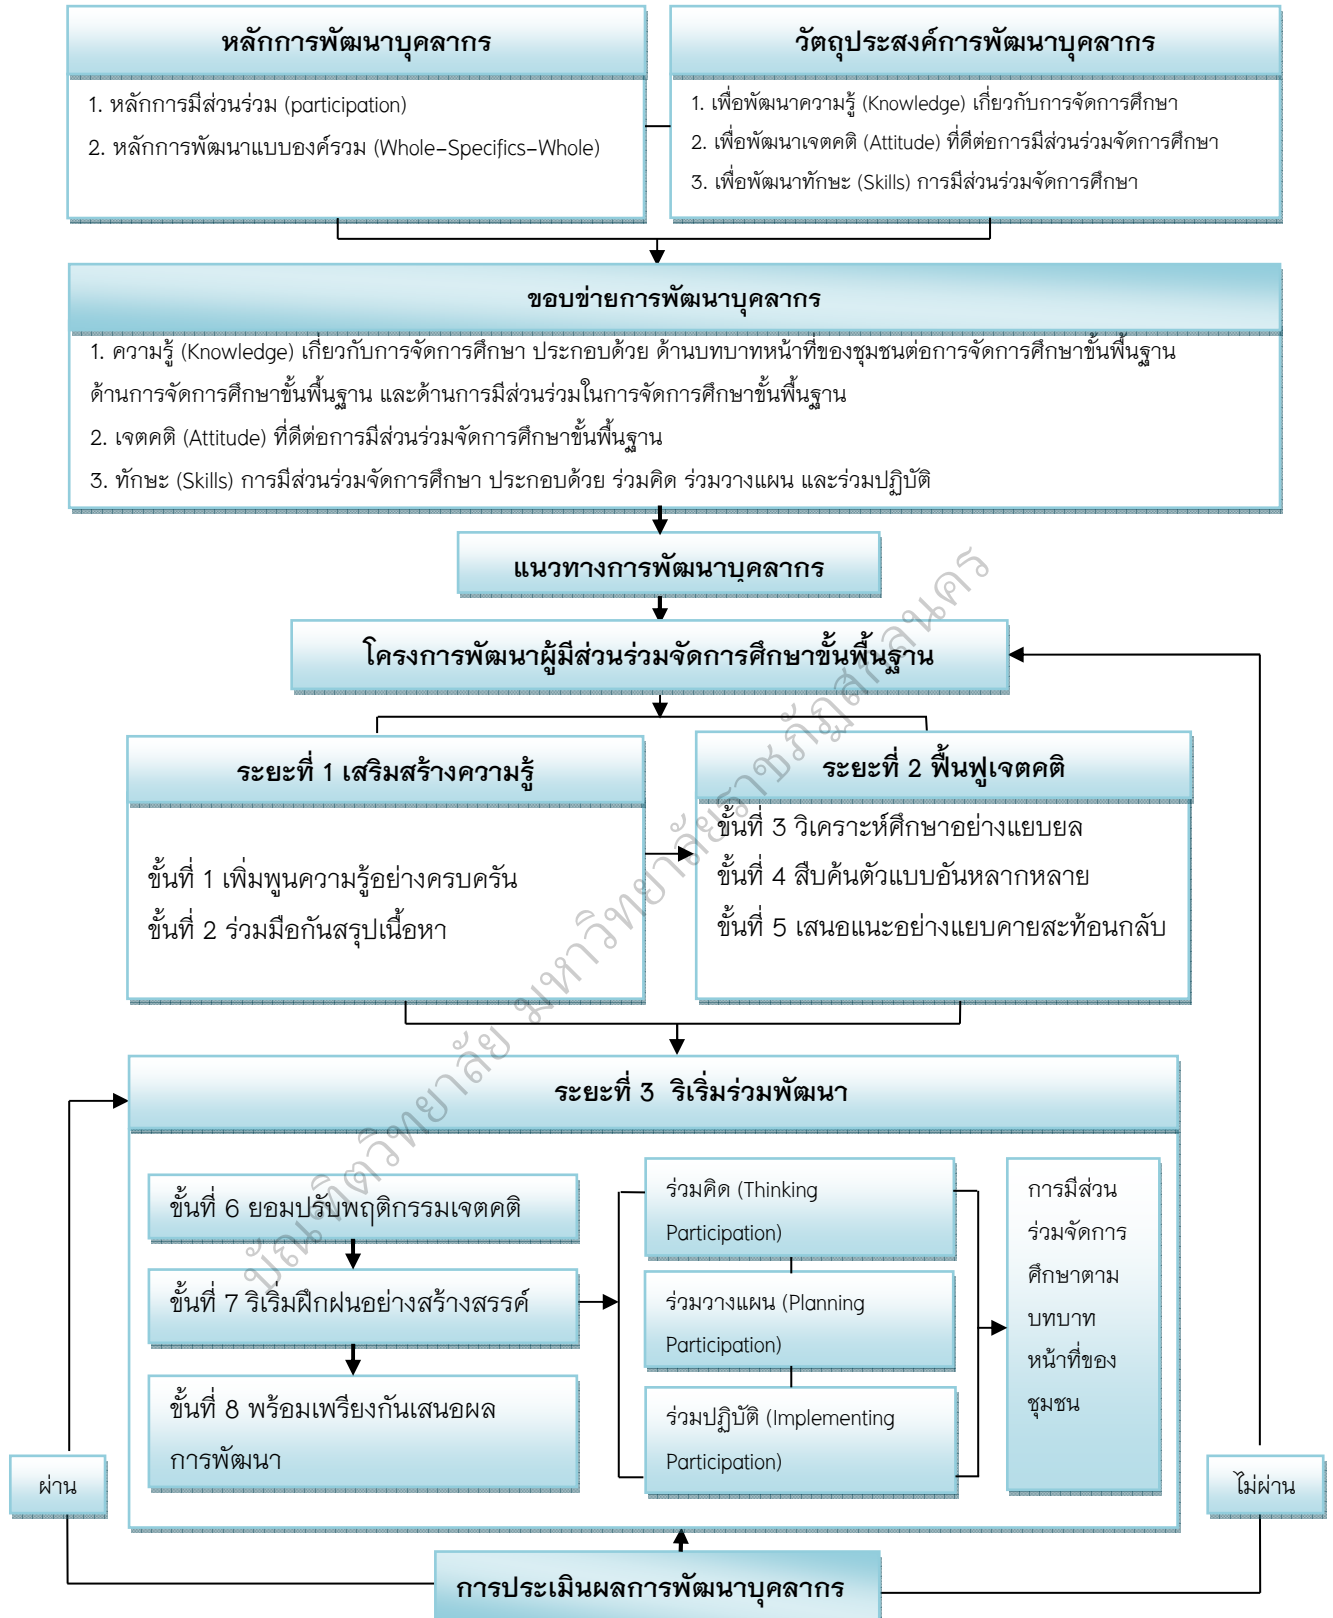 หลักการพัฒนาบุคลากร
1. หลักการมีส่วนร่วม (participation)
2. หลักการพัฒนาแบบองค์รวม (Whole–Specifics–Whole)
วัตถุประสงค์การพัฒนาบุคลากร
1. เพื่อพัฒนาความรู้ (Knowledge) เกี่ยวกับการจัดการศึกษา
2. เพื่อพัฒนาเจตคติ (Attitude) ที่ดีต่อการมีส่วนร่วมจัดการศึกษา
3. เพื่อพัฒนาทักษะ (Skills) การมีส่วนร่วมจัดการศึกษา
ขอบข่ายการพัฒนาบุคลากร
1. ความรู้ (Knowledge) เกี่ยวกับการจัดการศึกษา ประกอบด้วย ด้านบทบาทหน้าที่ของชุมชนต่อการจัดการศึกษาขั้นพื้นฐาน
ด้านการจัดการศึกษาขั้นพื้นฐาน และด้านการมีส่วนร่วมในการจัดการศึกษาขั้นพื้นฐาน
2. เจตคติ (Attitude) ที่ดีต่อการมีส่วนร่วมจัดการศึกษาขั้นพื้นฐาน
3. ทักษะ (Skills) การมีส่วนร่วมจัดการศึกษา ประกอบด้วย ร่วมคิด ร่วมวางแผน และร่วมปฏิบัติ
แนวทางการพัฒนาบุคลากร
โครงการพัฒนาผู้มีส่วนร่วมจัดการศึกษาขั้นพื้นฐาน
ระยะที่ 1 เสริมสร้างความรู้
ขั้นที่ 1 เพิ่มพูนความรู้อย่างครบครัน
ขั้นที่ 2 ร่วมมือกันสรุปเนื้อหา
ระยะที่ 2 ฟื้นฟูเจตคติ
ขั้นที่ 3 วิเคราะห์ศึกษาอย่างแยบยล
ขั้นที่ 4 สืบค้นตัวแบบอันหลากหลาย
ขั้นที่ 5 เสนอแนะอย่างแยบคายสะท้อนกลับ
ระยะที่ 3 ริเริ่มร่วมพัฒนา
ขั้นที่ 6 ยอมปรับพฤติกรรมเจตคติ
ขั้นที่ 7 ริเริ่มฝึกฝนอย่างสร้างสรรค์
ขั้นที่ 8 พร้อมเพรียงกันเสนอผล
การพัฒนา
ร่วมคิด (Thinking
Participation)
ร่วมวางแผน (Planning
Participation)
ร่วมปฏิบัติ (Implementing
Participation)
การมีส่วน
ร่วมจัดการ
ศึกษาตาม
บทบาท
หน้าที่ของ
ชุมชน
ผ่าน
ไม่ผ่าน
การประเมินผลการพัฒนาบุคลากร
บัณฑิตวิทยาลัย มหาวิทยาลัยราชภัฏสกลนคร